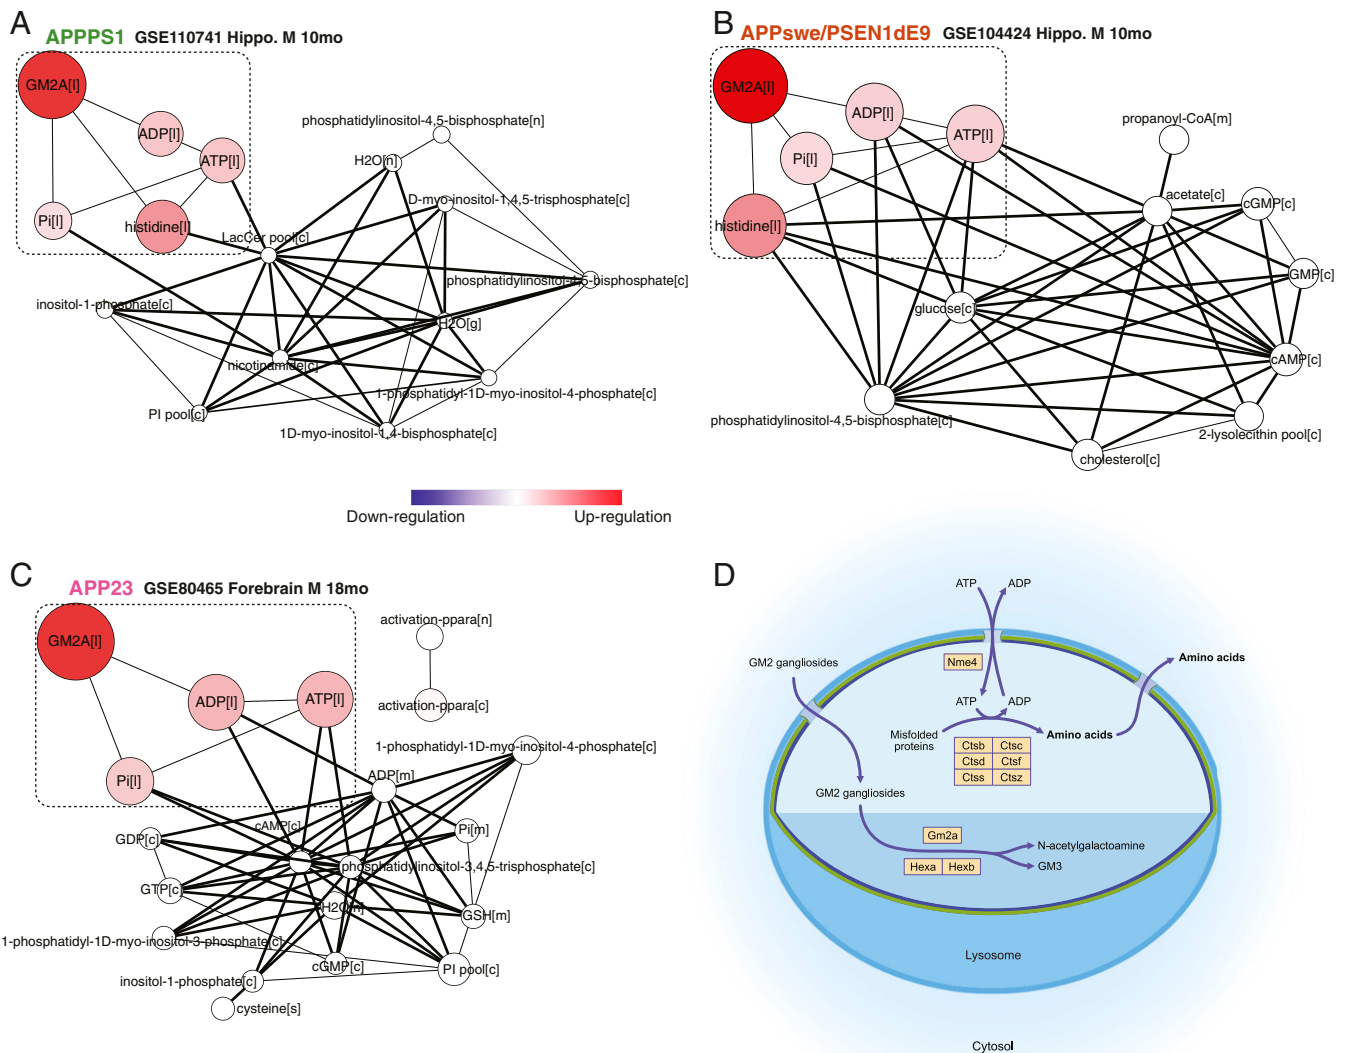 A
APPPS1 GSE110741 Hippo. M 10mo
GM2A[l]
ADP[l]
ATP[l]
Pi[l]
histidine[l]
phosphatidylinositol-4,5-bisphosphate[n]
H2O[n]
D-myo-inositol-1,4,5-trisphosphate[c]
LacCer pool[c]
phosphatidylinositol-4,5-bisphosphate[c]
inositol-1-phosphate[c]
H2O[g]
nicotinamide[c]
1-phosphatidyl-1D-myo-inositol-4-phosphate[c]
PI pool[c]
1D-myo-inositol-1,4-bisphosphate[c]
B
APPswe/PSEN1dE9 GSE104424 Hippo. M 10mo
GM2A[l]
ADP[l]
ATP[l]
Pi[l]
histidine[l]
propanoyl-CoA[m]
acetate[c]
cGMP[c]
GMP[c]
glucose[c]
cAMP[c]
phosphatidylinositol-4,5-bisphosphate[c]
2-lysolecithin pool[c]
cholesterol[c]
Down-regulation
Up-regulation
C
APP23 GSE80465 Forebrain M 18mo
GM2A[l]
ADP[l]
ATP[l]
Pi[l]
activation-ppara[n]
activation-ppara[c]
1-phosphatidyl-1D-myo-inositol-4-phosphate[c]
ADP[m]
cAMP[c]
Pi[m]
GDP[c]
phosphatidylinositol-3,4,5-trisphosphate[c]
GTP[c]
H2O[n]
GSH[m]
1-phosphatidyl-1D-myo-inositol-3-phosphate[c]
cGMP[c]
PI pool[c]
inositol-1-phosphate[c]
cysteine[s]
D
ATP
ADP
GM2 gangliosides
Nme4
Amino acids
ATP
ADP
Misfolded
proteins
Amino acids
Ctsb Ctsc
Ctsd Ctsf
Ctss Ctsz
GM2 gangliosides
Gm2a
N-acetylgalactoamine
Hexa Hexb
GM3
Lysosome
Cytosol